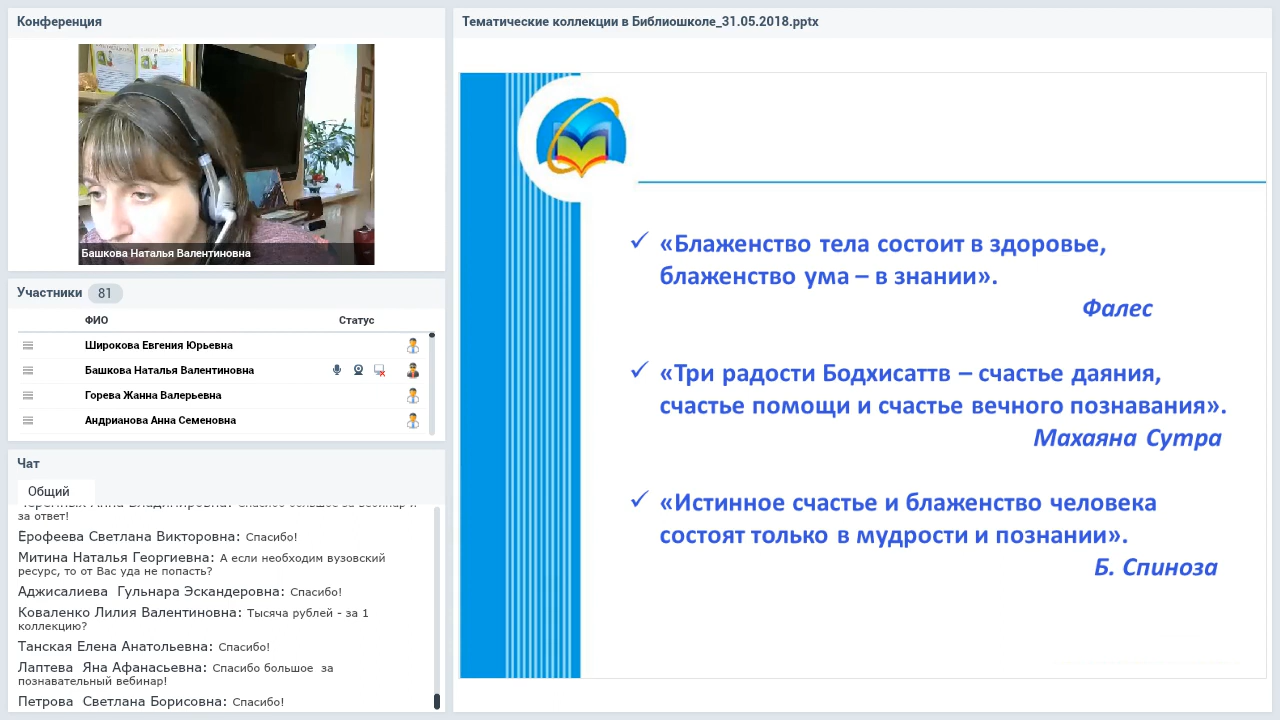 Конференция
Башкова Наталья Валентиновна
Участники 81
ФИО Статус
Широкова Евгения Юрьевна
Башкова Наталья Валентиновна
Горева Жанна Валерьевна
Андрианова Анна Семеновна
Чат
Общий
за ответ!
Ерофеева Светлана Викторовна: Спасибо!
Митина Наталья Георгиевна: А если необходим вузовский
ресурс, то от Вас уда не попасть?
Аджисалиева Гульнара Эскандеровна: Спасибо!
Коваленко Лилия Валентиновна: Тысяча рублей - за 1
коллекцию?
Танская Елена Анатольевна: Спасибо!
Лаптева Яна Афанасьевна: Спасибо большое за
познавательный вебинар!
Петрова Светлана Борисовна: Спасибо!
Тематические коллекции в Библиошколе_31.05.2018.pptx
«Блаженство тела состоит в здоровье,
блаженство ума – в знании».
Фалес
«Три радости Бодхисаттв – счастье даяния,
счастье помощи и счастье вечного познавания».
Махаяна Сутра
«Истинное счастье и блаженство человека
состоят только в мудрости и познании».
Б. Спиноза